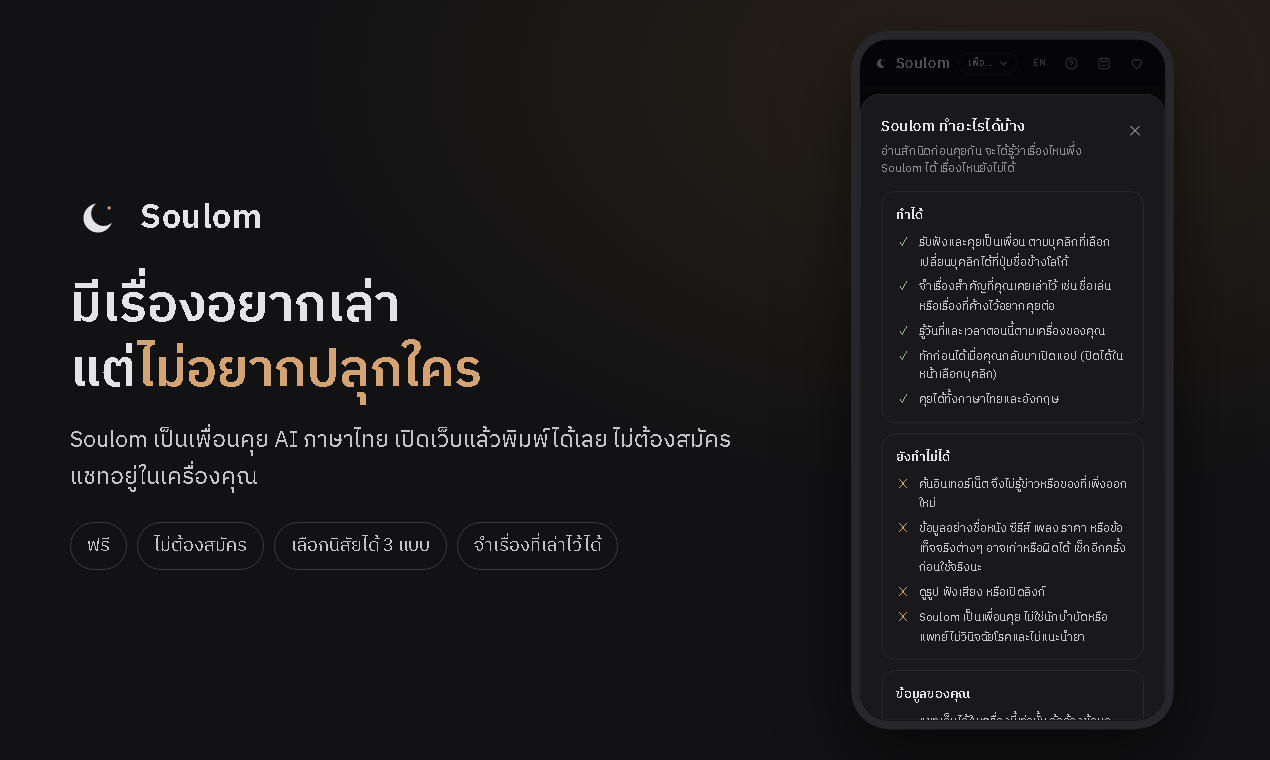 Soulom
มีเรื่องอยากเล่า
แต่ไม่อยากปลุกใคร
Soulom เป็นเพื่อนคุย AI ภาษาไทย เปิดเว็บแล้วพิมพ์ได้เลย ไม่ต้องสมัคร
แชทอยู่ในเครื่องคุณ
ฟรี
ไม่ต้องสมัคร
เลือกนิสัยได้ 3 แบบ
จำเรื่องที่เล่าไว้ได้
Soulom เพื่อ... EN
Soulom ทำอะไรได้บ้าง
อ่านสักนิดก่อนคุยกัน จะได้รู้ว่าเรื่องไหนพึ่ง
Soulom ได้ เรื่องไหนยังไม่ได้
ทำได้
รับฟังและคุยเป็นเพื่อน ตามบุคลิกที่เลือก
เปลี่ยนบุคลิกได้ที่ปุ่มชื่อข้างโลโก้
จำเรื่องสำคัญที่คุณเคยเล่าไว้ เช่น ชื่อเล่น
หรือเรื่องที่ค้างไว้อยากคุยต่อ
รู้วันที่และเวลาตอนนี้ตามเครื่องของคุณ
ทักก่อนได้เมื่อคุณกลับมาเปิดแอป (ปิดได้ใน
หน้าเลือกบุคลิก)
คุยได้ทั้งภาษาไทยและอังกฤษ
ยังทำไม่ได้
ค้นอินเทอร์เน็ต จึงไม่รู้ข่าวหรือของที่เพิ่งออก
ใหม่
ข้อมูลอย่างชื่อหนัง ซีรีส์ เพลง ราคา หรือข้อ
เท็จจริงต่างๆ อาจเก่าหรือผิดได้ เช็กอีกครั้ง
ก่อนใช้จริงนะ
ดูรูป ฟังเสียง หรือเปิดลิงก์
Soulom เป็นเพื่อนคุย ไม่ใช่นักบำบัดหรือ
แพทย์ ไม่วินิจฉัยโรคและไม่แนะนำยา
ข้อมูลของคุณ